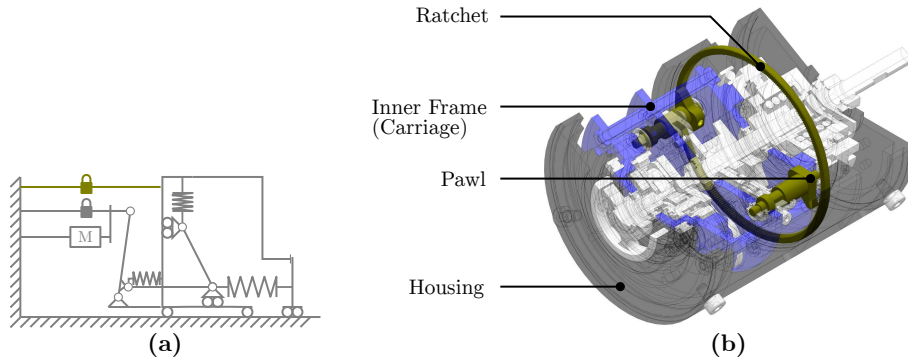 Ratchet
Inner Frame
(Carriage)
Pawl
Housing
M
(a)
(b)